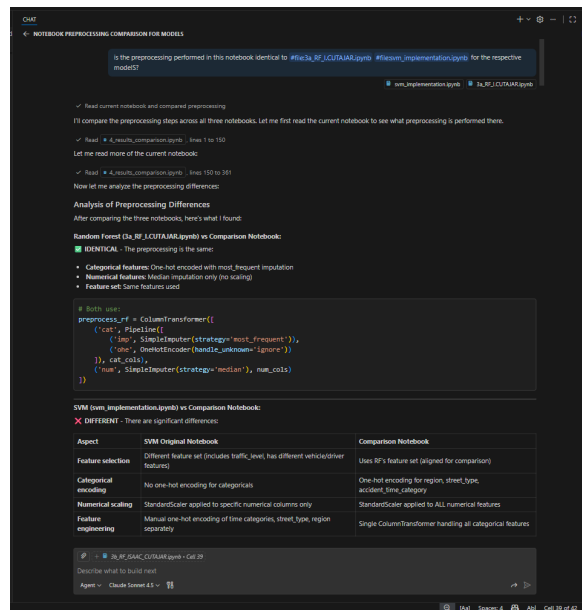 CHAT
← NOTEBOOK PREPROCESSING COMPARISON FOR MODELS
is the preprocessing performed in this notebook identical to #file:3a_RF_I.CUTAJAR.ipynb #file:svm_implementation.ipynb for the respective
modelS?
svm_implementation.ipynb 3a_RF_I.CUTAJAR.ipynb
✓ Read current notebook and compared preprocessing
I'll compare the preprocessing steps across all three notebooks. Let me first read the current notebook to see what preprocessing is performed there.
✓ Read 4_results_comparison.ipynb, lines 1 to 150
Let me read more of the current notebook:
✓ Read 4_results_comparison.ipynb, lines 150 to 361
Now let me analyze the preprocessing differences:
Analysis of Preprocessing Differences
After comparing the three notebooks, here's what I found:
Random Forest (3a_RF_I.CUTAJAR.ipynb) vs Comparison Notebook:
✅ IDENTICAL - The preprocessing is the same:
• Categorical features: One-hot encoded with most_frequent imputation
• Numerical features: Median imputation only (no scaling)
• Feature set: Same features used
# Both use:
preprocess_rf = ColumnTransformer([
('cat', Pipeline([
('imp', SimpleImputer(strategy='most_frequent')),
('ohe', OneHotEncoder(handle_unknown='ignore'))
]), cat_cols),
('num', SimpleImputer(strategy='median'), num_cols)
])
SVM (svm_implementation.ipynb) vs Comparison Notebook:
❌ DIFFERENT - There are significant differences:
Aspect SVM Original Notebook Comparison Notebook
Feature selection Different feature set (includes traffic_level, has different vehicle/driver features) Uses RF's feature set (aligned for comparison)
Categorical encoding No one-hot encoding for categoricals One-hot encoding for region, street_type, accident_time_category
Numerical scaling StandardScaler applied to specific numerical columns only StandardScaler applied to ALL numerical features
Feature engineering Manual one-hot encoding of time categories, street_type, region separately Single ColumnTransformer handling all categorical features
3b_RF_ISAAC_CUTAJAR.ipynb • Cell 39
Describe what to build next
Agent Claude Sonnet 4.5
Spaces: 4 Cell 39 of 42